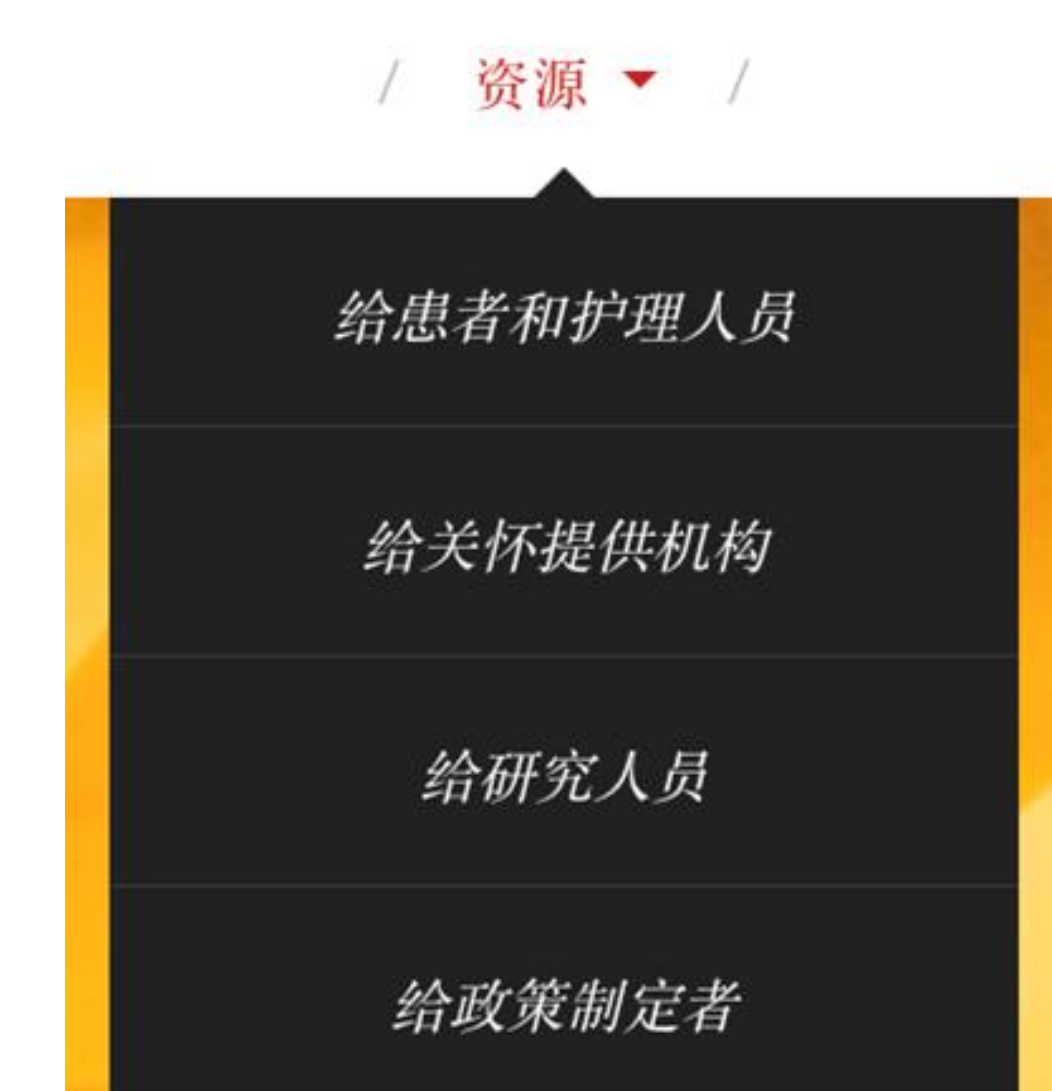 / 资源 ▼ /
给患者和护理人员
给关怀提供机构
给研究人员
给政策制定者